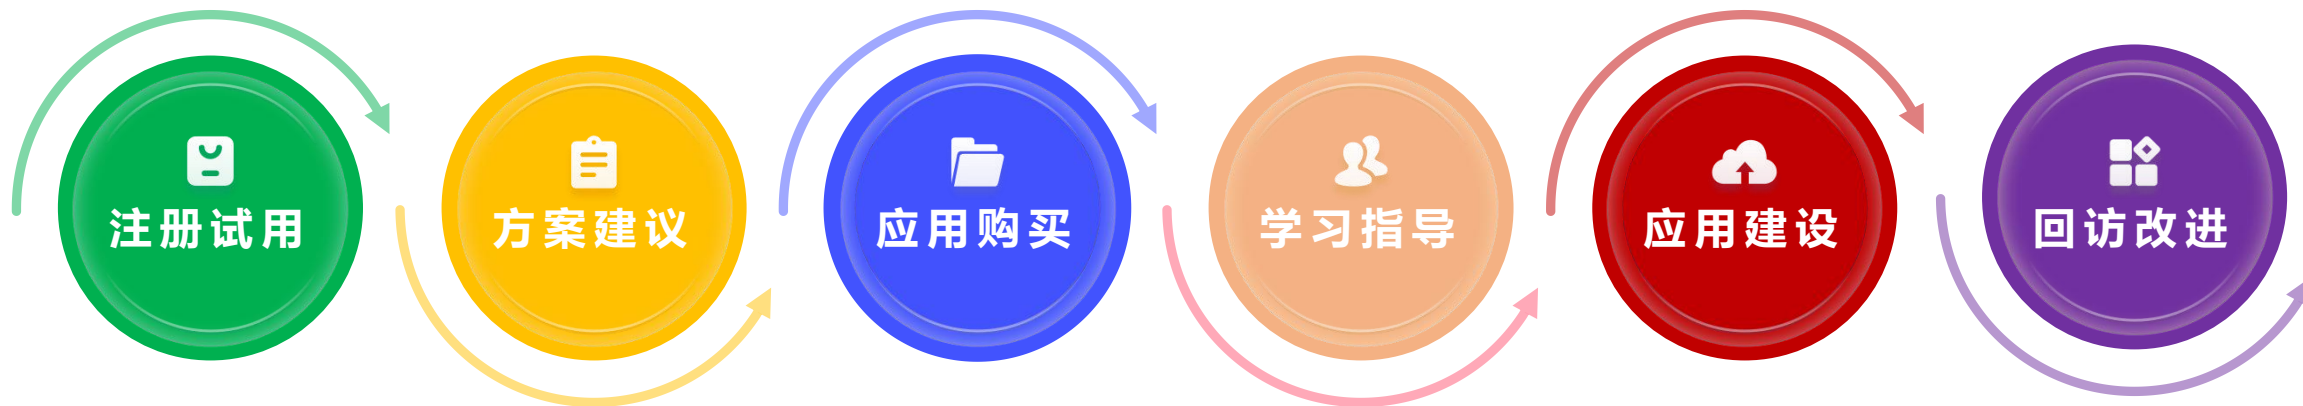 注册试用
方案建议
应用购买
学习指导
应用建设
回访改进